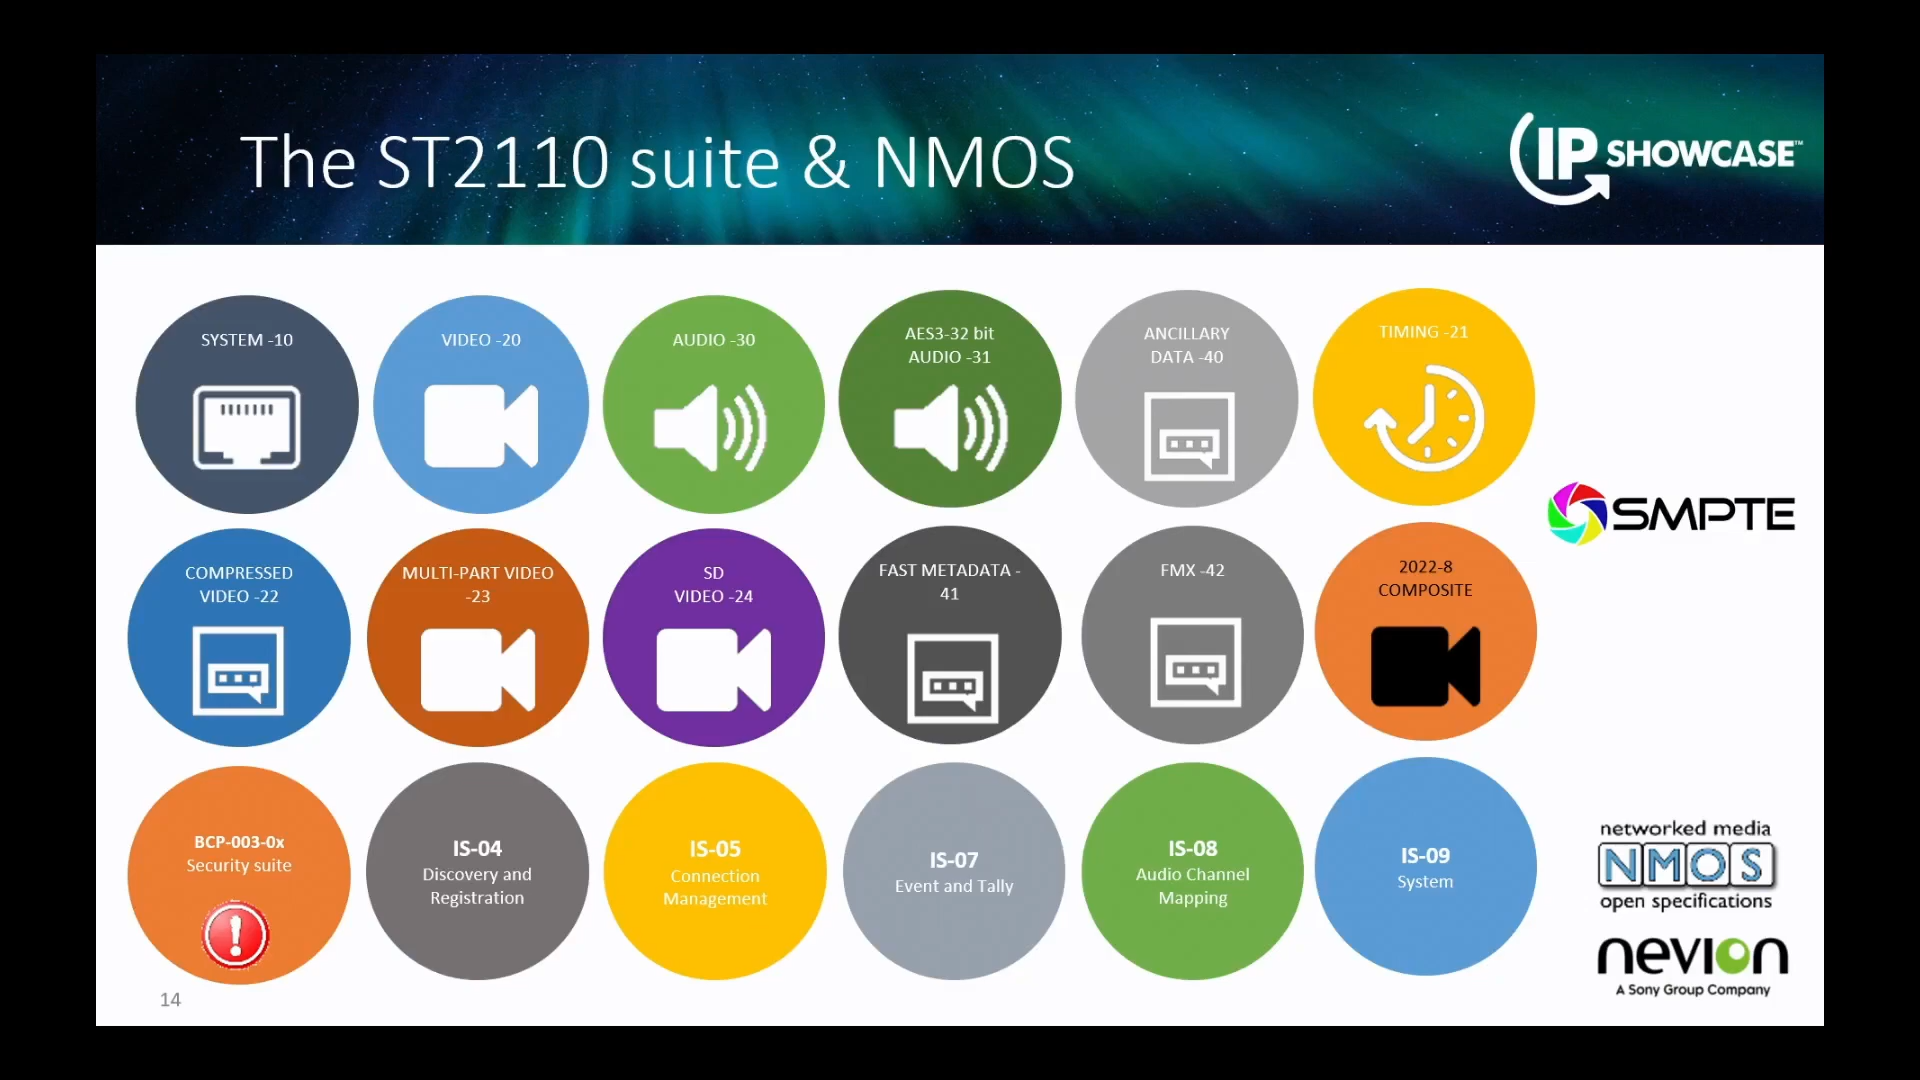 The ST2110 suite & NMOS
IP SHOWCASE™
SYSTEM -10
VIDEO -20
AUDIO -30
AES3-32 bit
AUDIO -31
ANCILLARY
DATA -40
TIMING -21
SMPTE
COMPRESSED
VIDEO -22
MULTI-PART VIDEO
-23
SD
VIDEO -24
FAST METADATA -
41
FMX -42
2022-8
COMPOSITE
BCP-003-0x
Security suite
IS-04
Discovery and
Registration
IS-05
Connection
Management
IS-07
Event and Tally
IS-08
Audio Channel
Mapping
IS-09
System
networked media
NMOS
open specifications
nevion
A Sony Group Company
14